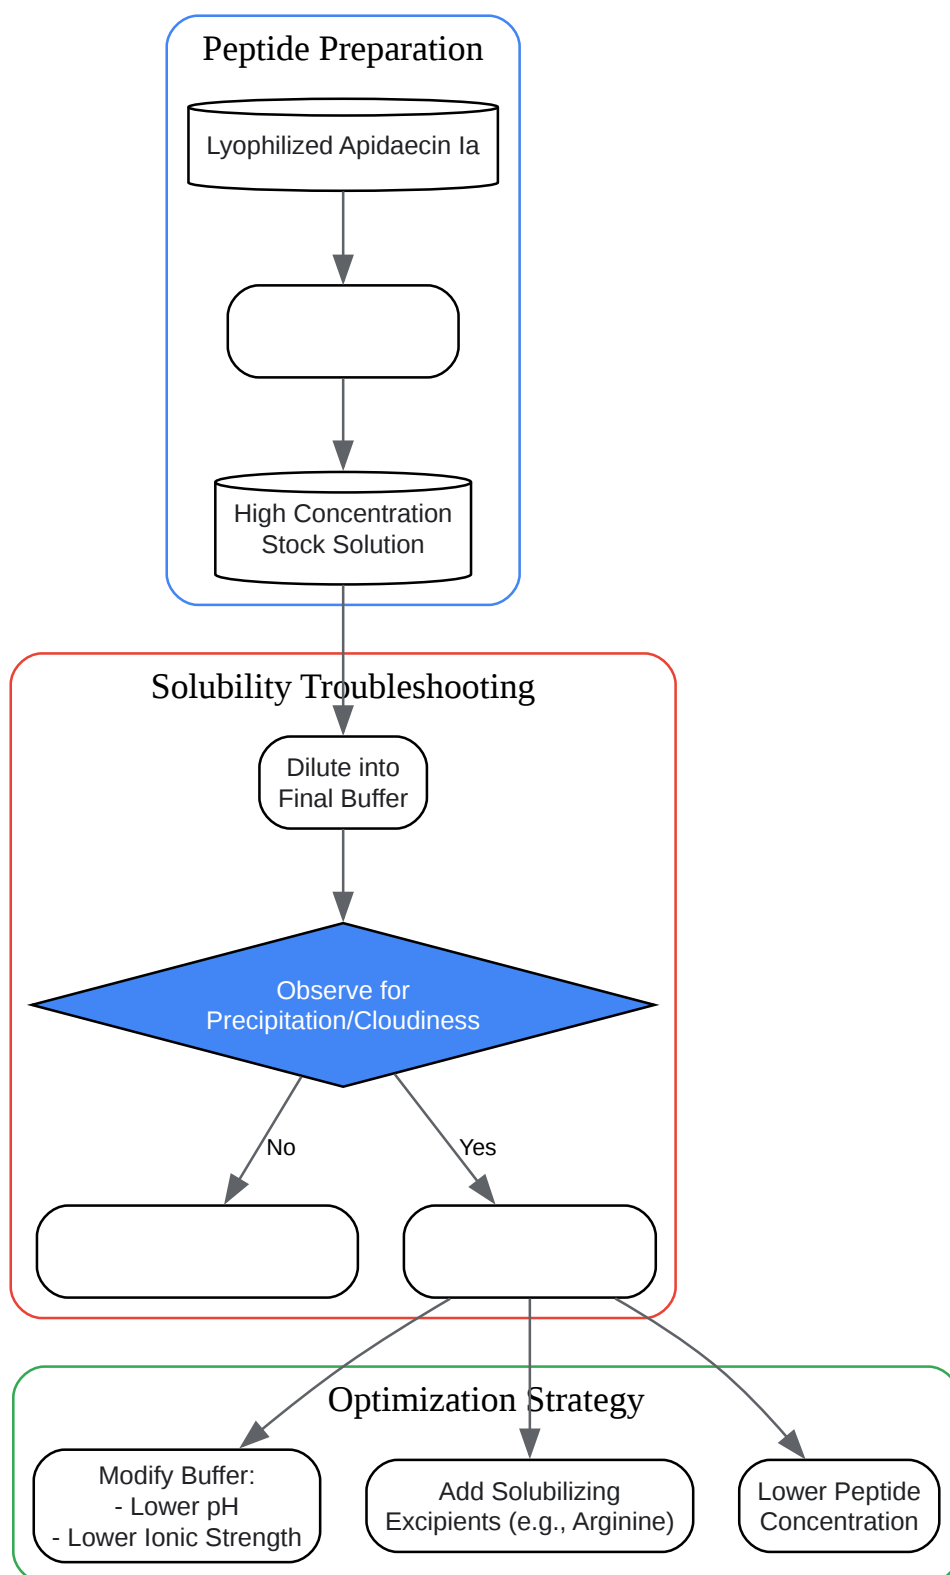 Peptide Preparation
Lyophilized Apidaecin Ia
High Concentration
Stock Solution
Solubility Troubleshooting
Dilute into
Final Buffer
Observe for
Precipitation/Cloudiness
No
Yes
Optimization Strategy
Modify Buffer:
- Lower pH
- Lower Ionic Strength
Add Solubilizing
Excipients (e.g., Arginine)
Lower Peptide
Concentration